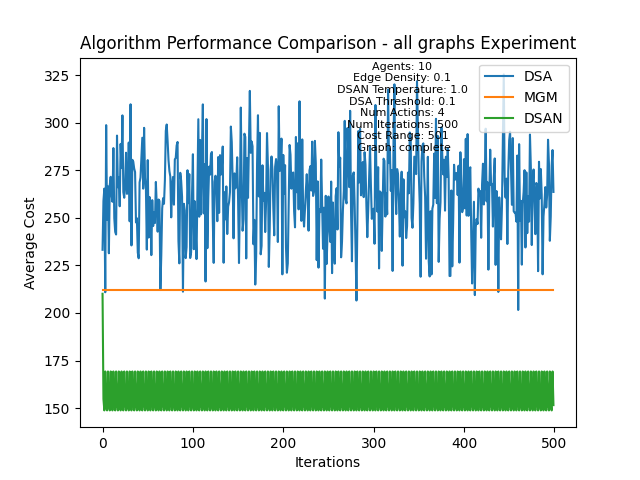 Algorithm Performance Comparison - all graphs Experiment
Agents: 10
Edge Density: 0.1
DSAN Temperature: 1.0
DSA Threshold: 0.1
Num Actions: 4
Num Iterations: 500
Cost Range: 501
Graph: complete
DSA
MGM
DSAN
325
300
275
250
225
200
175
150
Average Cost
0
100
200
300
400
500
Iterations